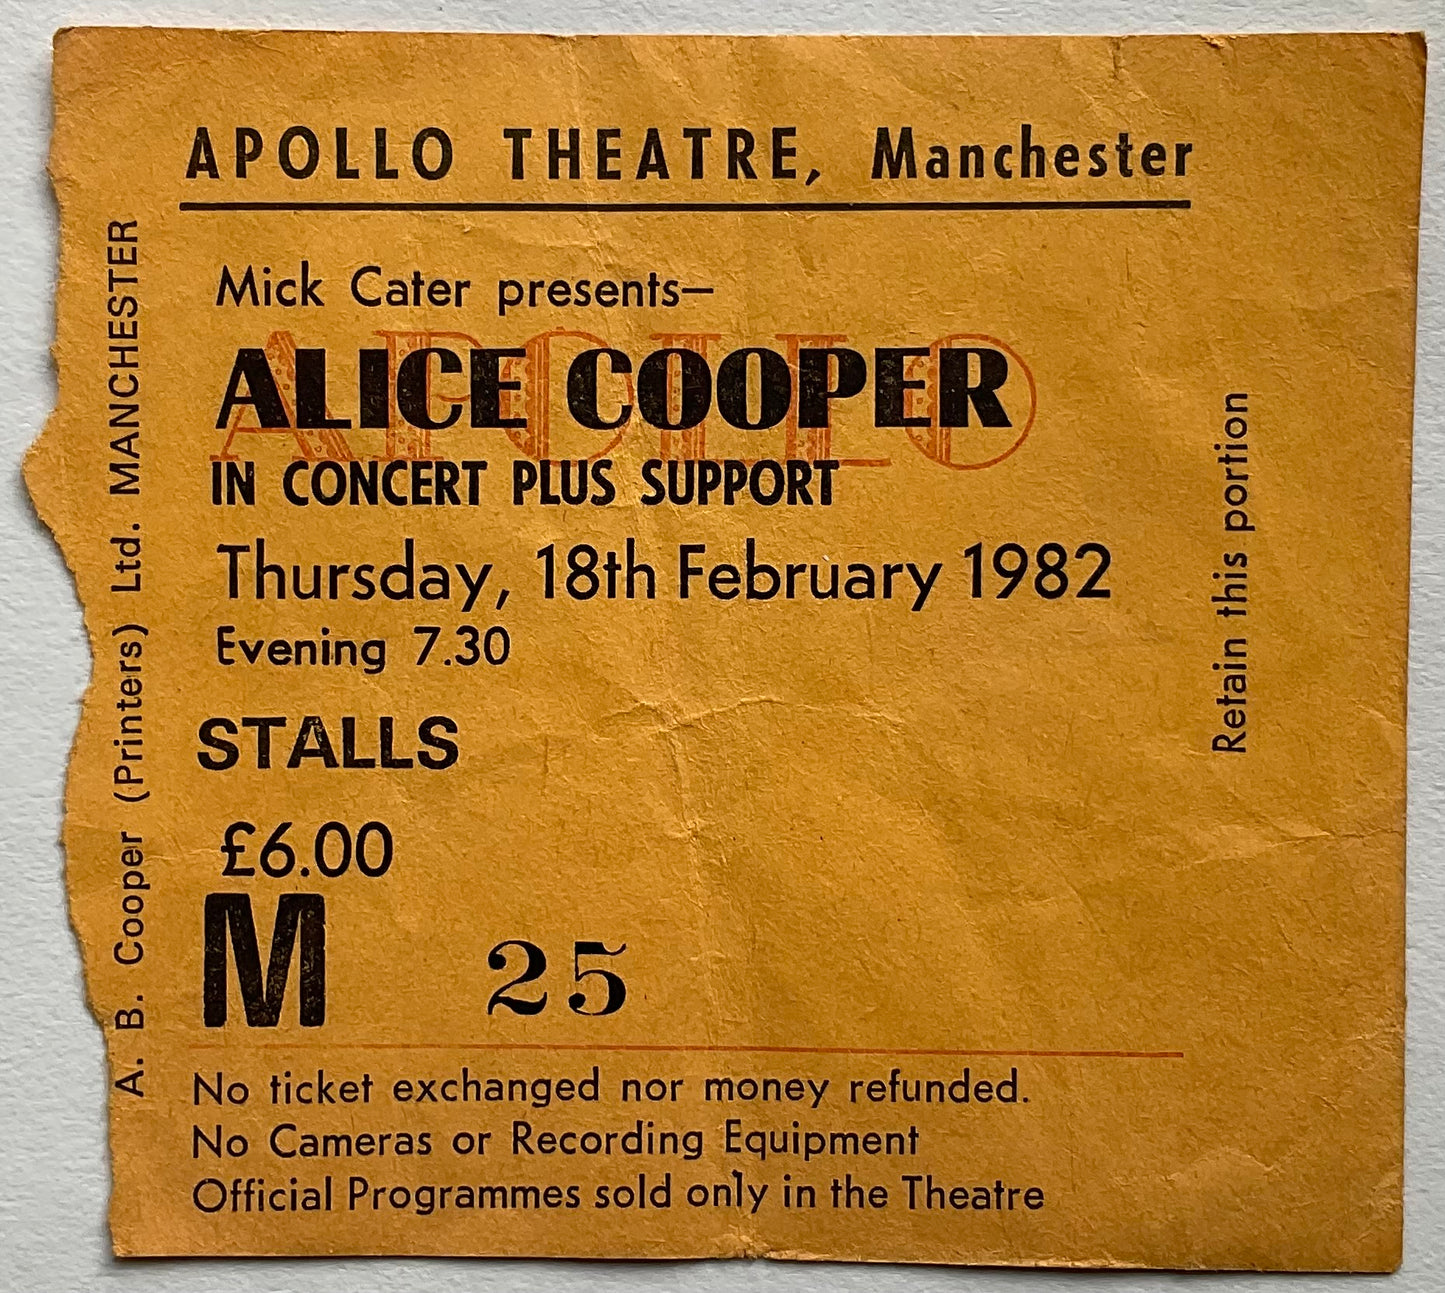 APOLLO THEATRE, Manchester
Mick Cater presents—
APOLLO
ALICE COOPER
IN CONCERT PLUS SUPPORT
Thursday, 18th February 1982
Evening 7.30
STALLS
£6.00
M 25
No ticket exchanged nor money refunded.
No Cameras or Recording Equipment
Official Programmes sold only in the Theatre
A. B. Cooper (Printers) Ltd. MANCHESTER
Retain this portion